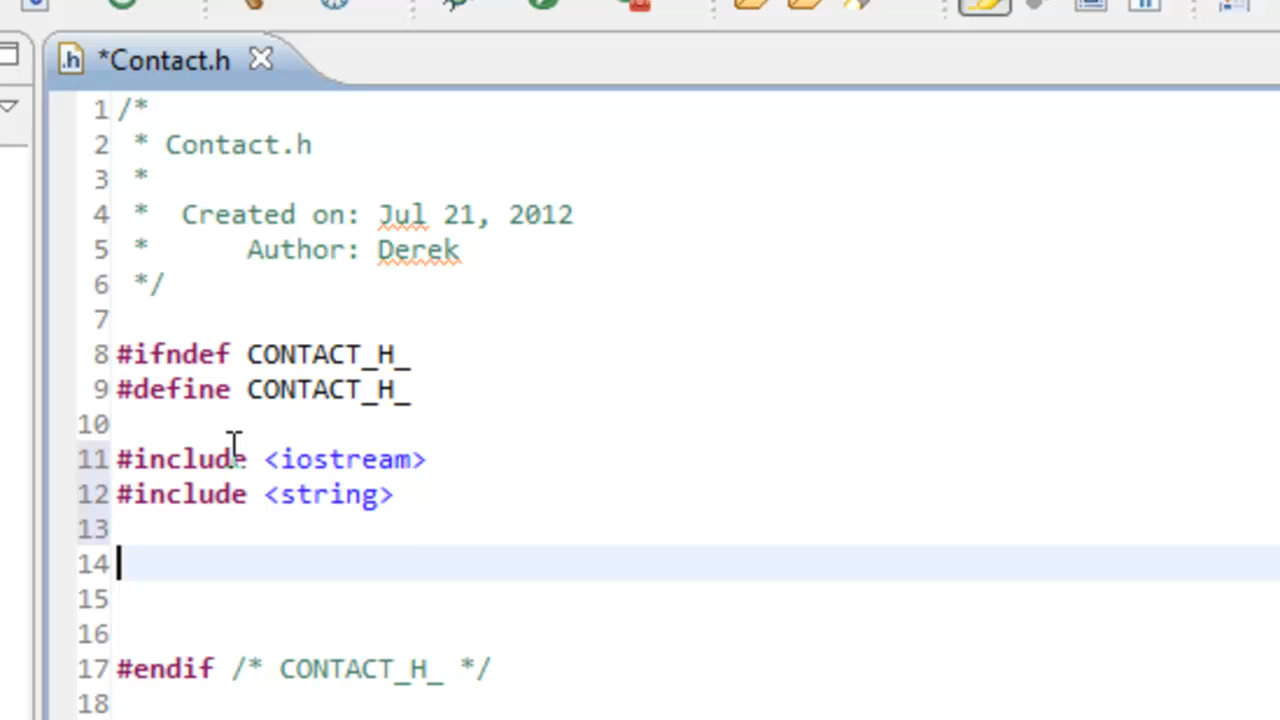 .h *Contact.h
1 /*
2  * Contact.h
3  *
4  *  Created on: Jul 21, 2012
5  *      Author: Derek
6  */
7
8 #ifndef CONTACT_H_
9 #define CONTACT_H_
10
11 #include <iostream>
12 #include <string>
13
14
15
16
17 #endif /* CONTACT_H_ */
18